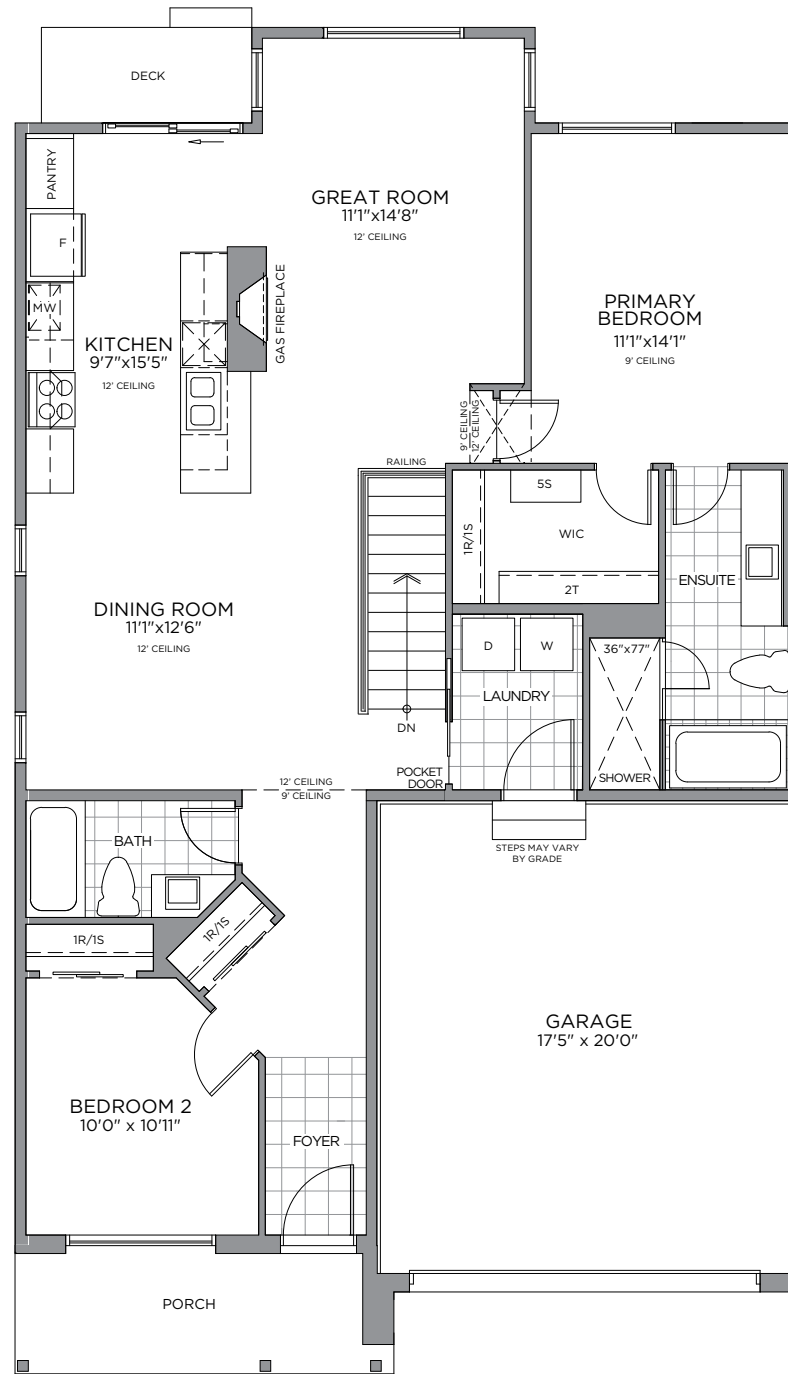 DECK
PANTRY
GREAT ROOM
11'1"x14'8"
12' CEILING
F
MW
GAS FIREPLACE
PRIMARY
BEDROOM
11'1"x14'1"
9' CEILING
KITCHEN
9'7"x15'5"
12' CEILING
9' CEILING
12' CEILING
RAILING
5S
1R/1S
WIC
2T
ENSUITE
DINING ROOM
11'1"x12'6"
12' CEILING
D
W
36"x77"
LAUNDRY
DN
POCKET
DOOR
SHOWER
12' CEILING
9' CEILING
BATH
STEPS MAY VARY
BY GRADE
1R/1S
1R/1S
GARAGE
17'5" x 20'0"
BEDROOM 2
10'0" x 10'11"
FOYER
PORCH